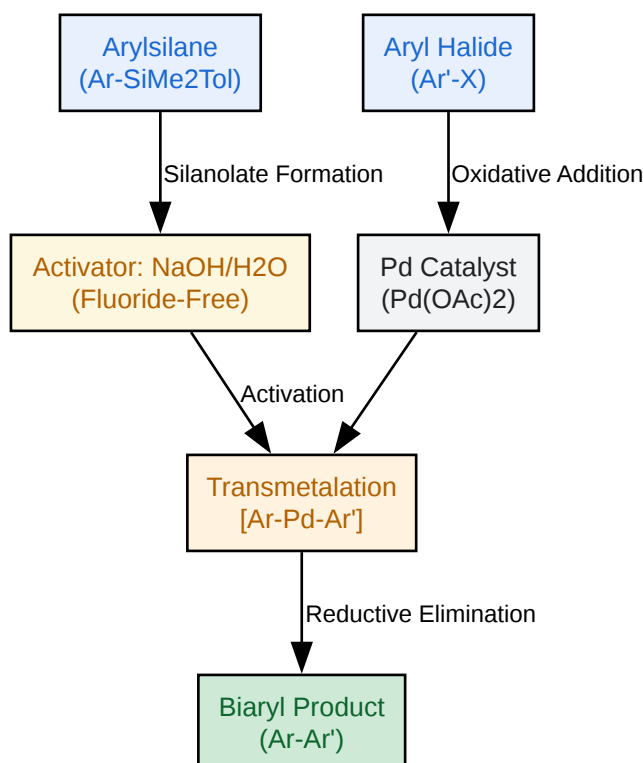 Arylsilane
(Ar-SiMe2Tol)
Aryl Halide
(Ar'-X)
Silanolate Formation
Oxidative Addition
Activator: NaOH/H2O
(Fluoride-Free)
Pd Catalyst
(Pd(OAc)2)
Activation
Transmetalation
[Ar-Pd-Ar']
Reductive Elimination
Biaryl Product
(Ar-Ar')